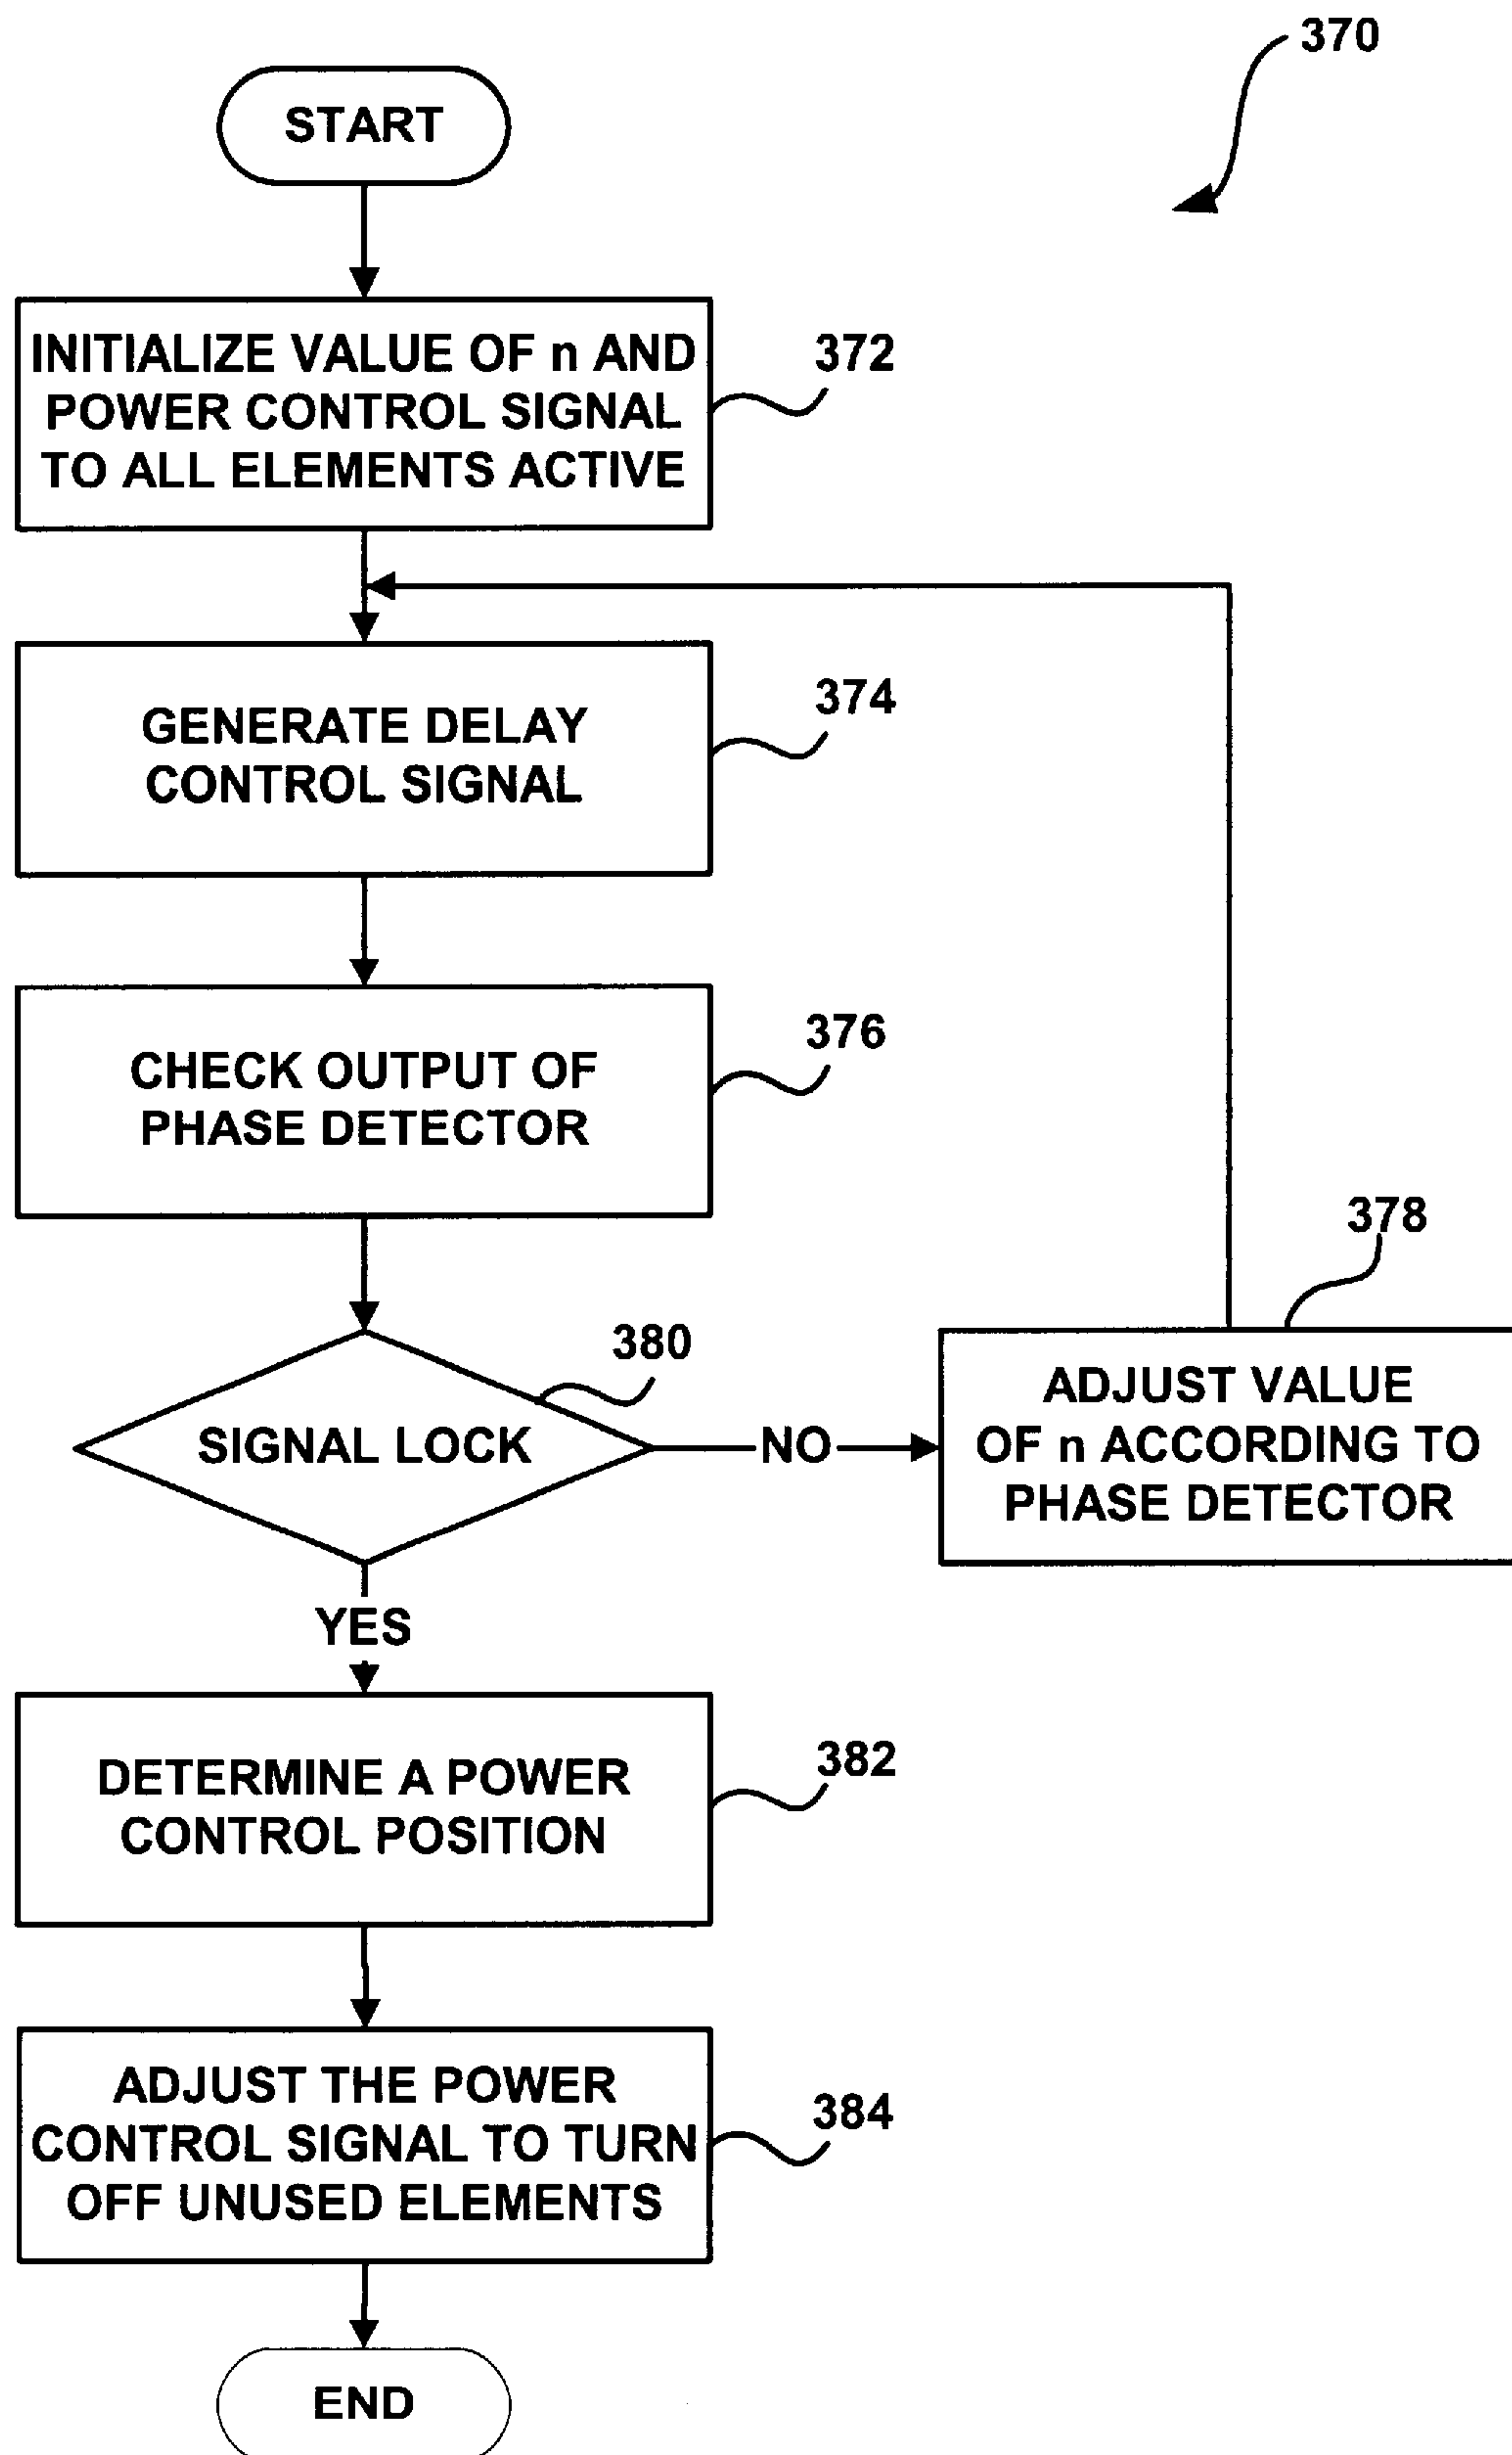 370
START
INITIALIZE VALUE OF n AND
POWER CONTROL SIGNAL
TO ALL ELEMENTS ACTIVE
372
GENERATE DELAY
CONTROL SIGNAL
374
CHECK OUTPUT OF
PHASE DETECTOR
376
SIGNAL LOCK
380
NO
378
ADJUST VALUE
OF n ACCORDING TO
PHASE DETECTOR
YES
DETERMINE A POWER
CONTROL POSITION
382
ADJUST THE POWER
CONTROL SIGNAL TO TURN
OFF UNUSED ELEMENTS
384
END